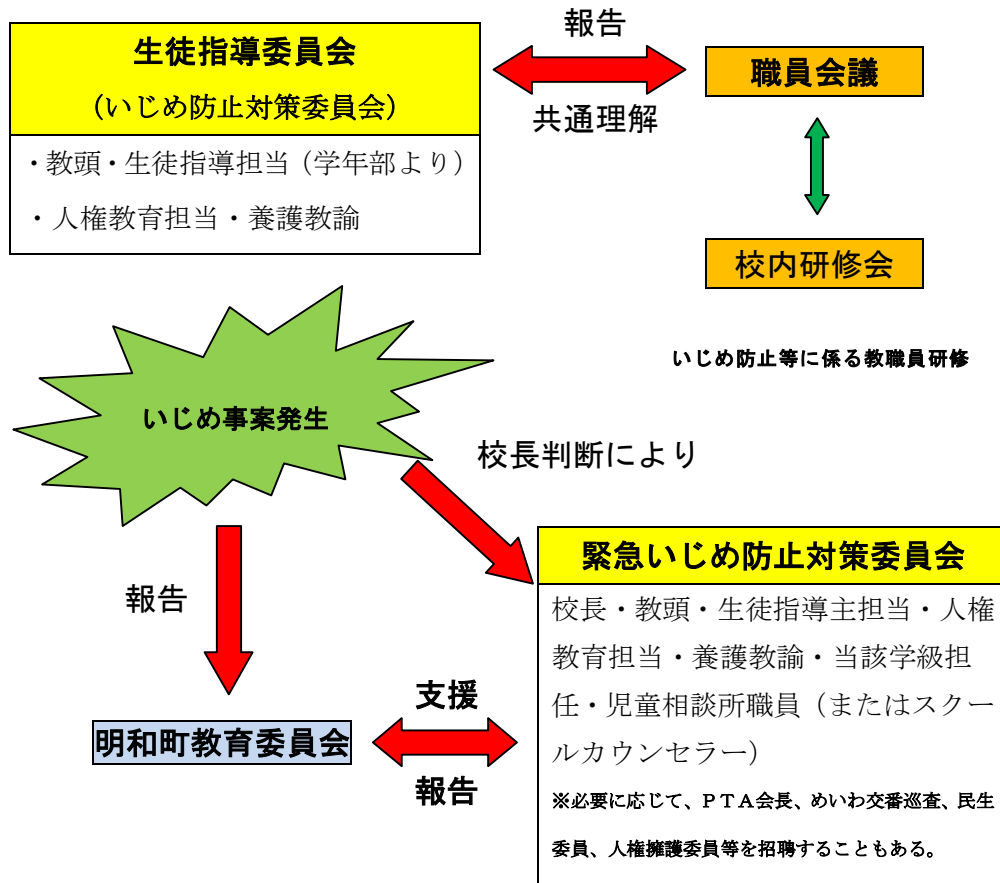 生徒指導委員会
（いじめ防止対策委員会）
・教頭・生徒指導担当（学年部より）
・人権教育担当・養護教諭
報告
共通理解
職員会議
校内研修会
いじめ防止等に係る教職員研修
いじめ事案発生
校長判断により
報告
緊急いじめ防止対策委員会
校長・教頭・生徒指導主担当・人権
教育担当・養護教諭・当該学級担
任・児童相談所職員（またはスクー
ルカウンセラー）
※必要に応じて、ＰＴＡ会長、めいわ交番巡査、民生
委員、人権擁護委員等を招聘することもある。
支援
報告
明和町教育委員会